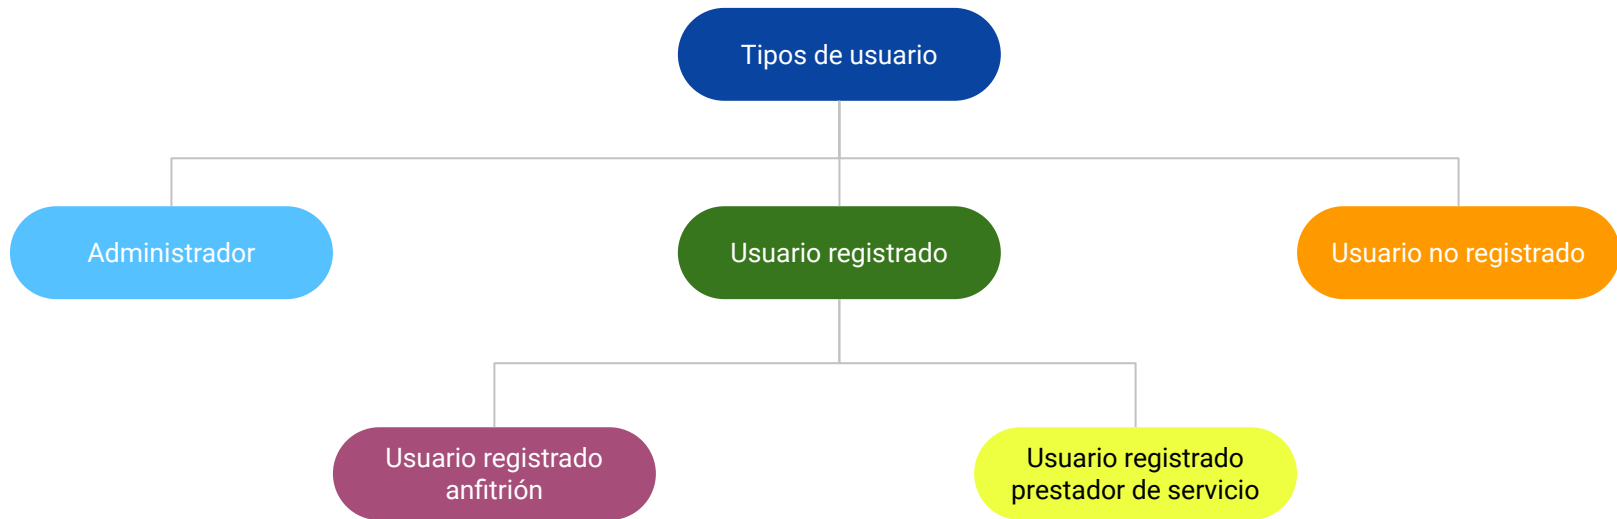 Tipos de usuario
Administrador
Usuario registrado
Usuario no registrado
Usuario registrado
anfitrión
Usuario registrado
prestador de servicio